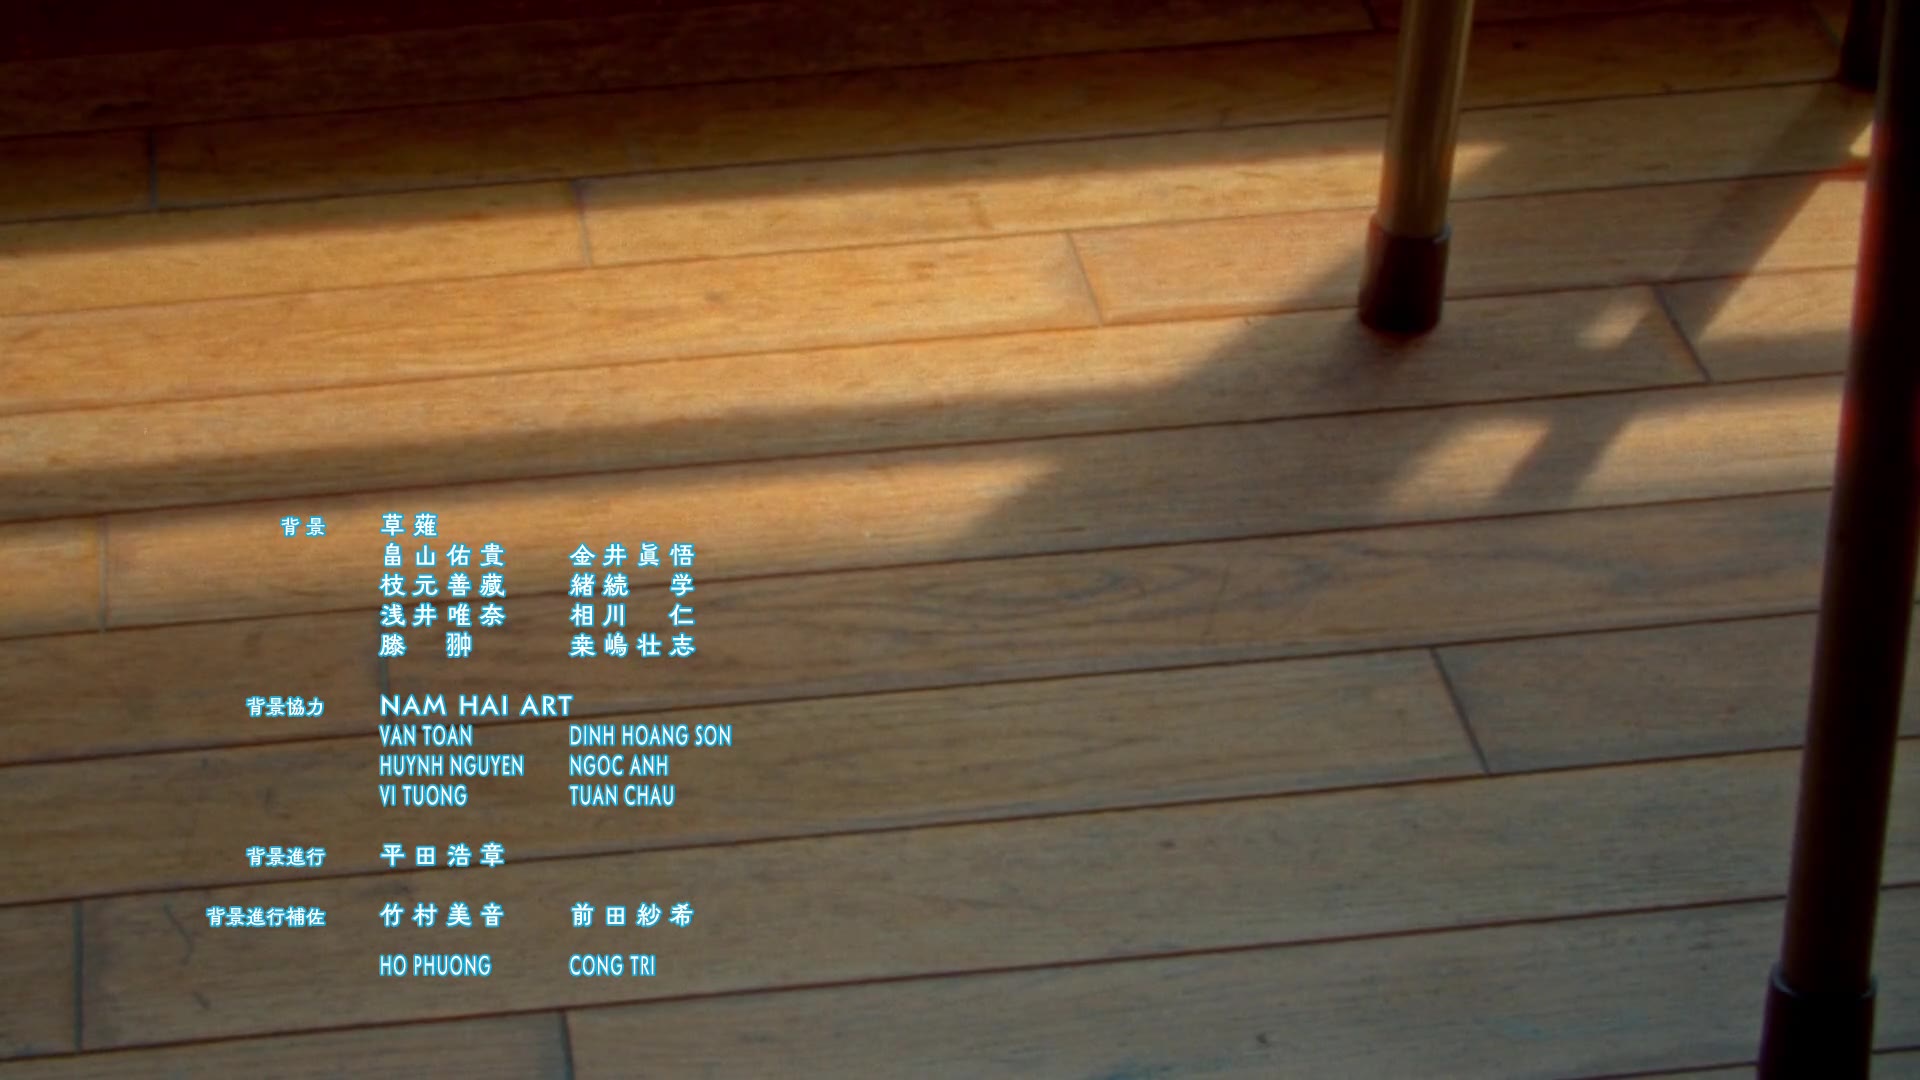 背景 草薙
畠山佑貴 金井眞悟
枝元善蔵 緒続 学
浅井唯奈 相川 仁
滕 翀 桒嶋壮志
背景協力 NAM HAI ART
VAN TOAN DINH HOANG SON
HUYNH NGUYEN NGOC ANH
VI TUONG TUAN CHAU
背景進行 平田浩章
背景進行補佐 竹村美音 前田紗希
HO PHUONG CONG TRI